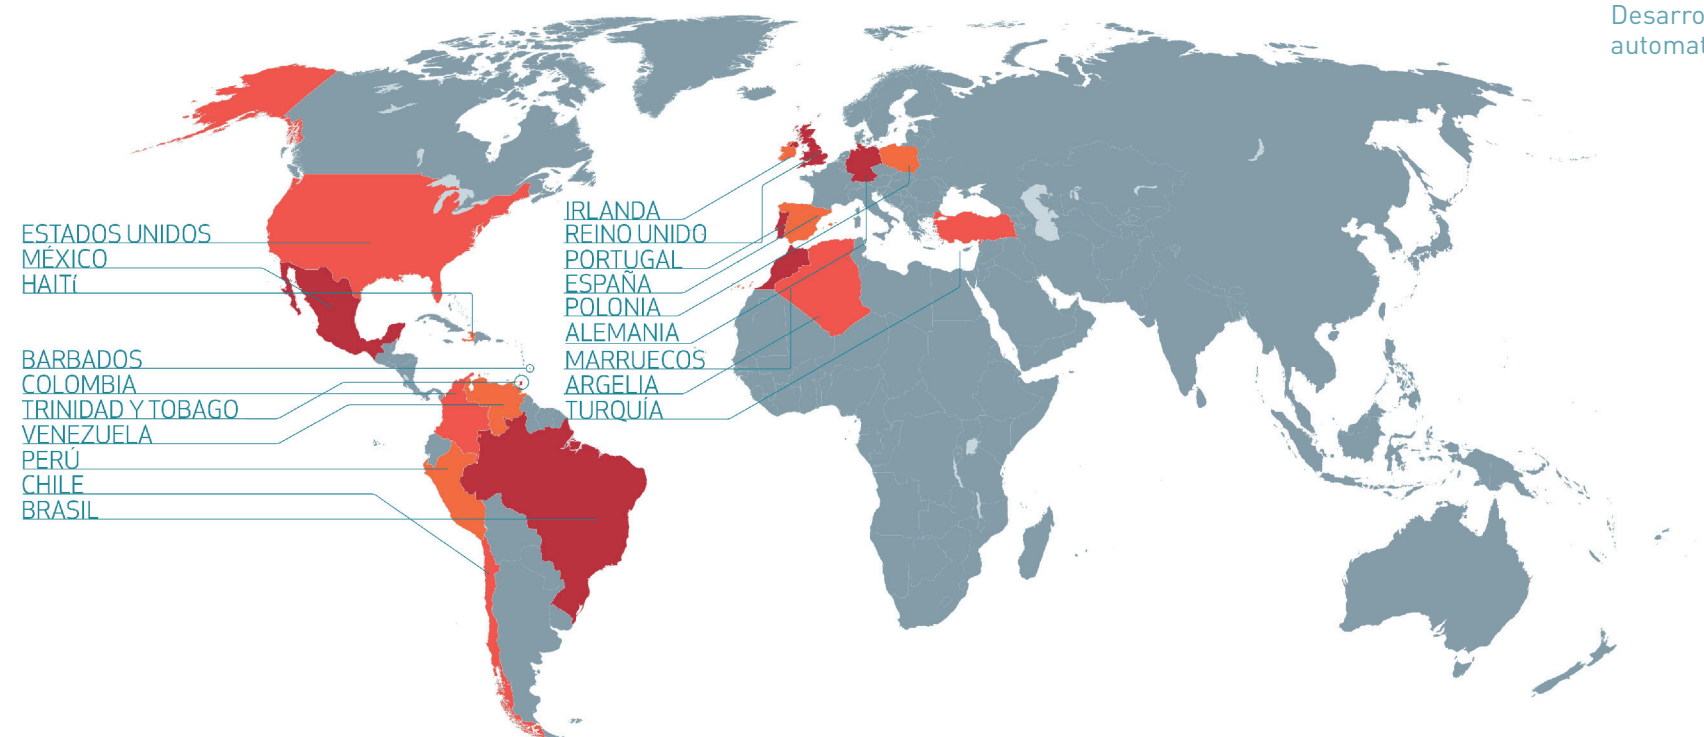 Desarro
automat
ESTADOS UNIDOS
MÉXICO
HAITí
BARBADOS
COLOMBIA
TRINIDAD Y TOBAGO
VENEZUELA
PERÚ
CHILE
BRASIL
IRLANDA
REINO UNIDO
PORTUGAL
ESPAÑA
POLONIA
ALEMANIA
MARRUECOS
ARGELIA
TURQUÍA